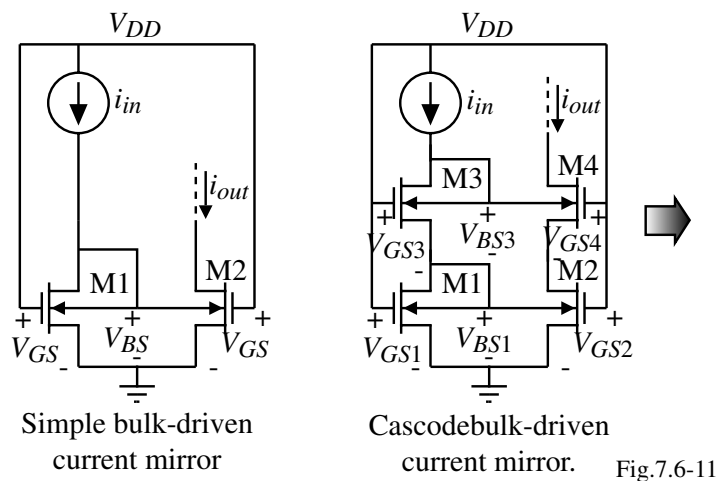 VDD
iin
iout
M1
M2
+
VGS
-
+
VBS
-
+
VGS
-
Simple bulk-driven
current mirror
VDD
iin
iout
M3
M4
+
VGS3
-
+
VBS3
-
+
VGS4
-
M1
M2
+
VGS1
-
+
VBS1
-
+
VGS2
-
Cascodebulk-driven
current mirror.
Fig.7.6-11